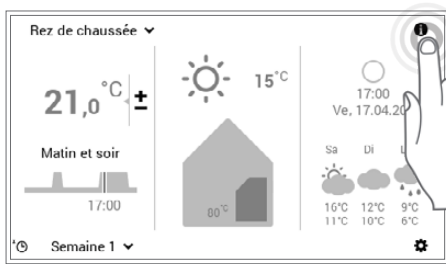 Rez de chaussée
21,0 °C ±
Matin et soir
17:00
15°C
80°C
17:00
Ve, 17.04.20
Sa Di L
16°C 12°C 9°C
11°C 10°C 6°C
Semaine 1